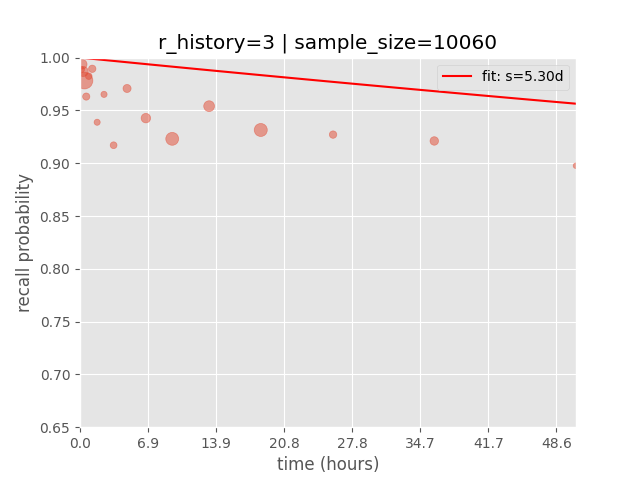 r_history=3 | sample_size=10060
fit: s=5.30d
1.00
0.95
0.90
0.85
0.80
0.75
0.70
0.65
recall probability
0.0 6.9 13.9 20.8 27.8 34.7 41.7 48.6
time (hours)